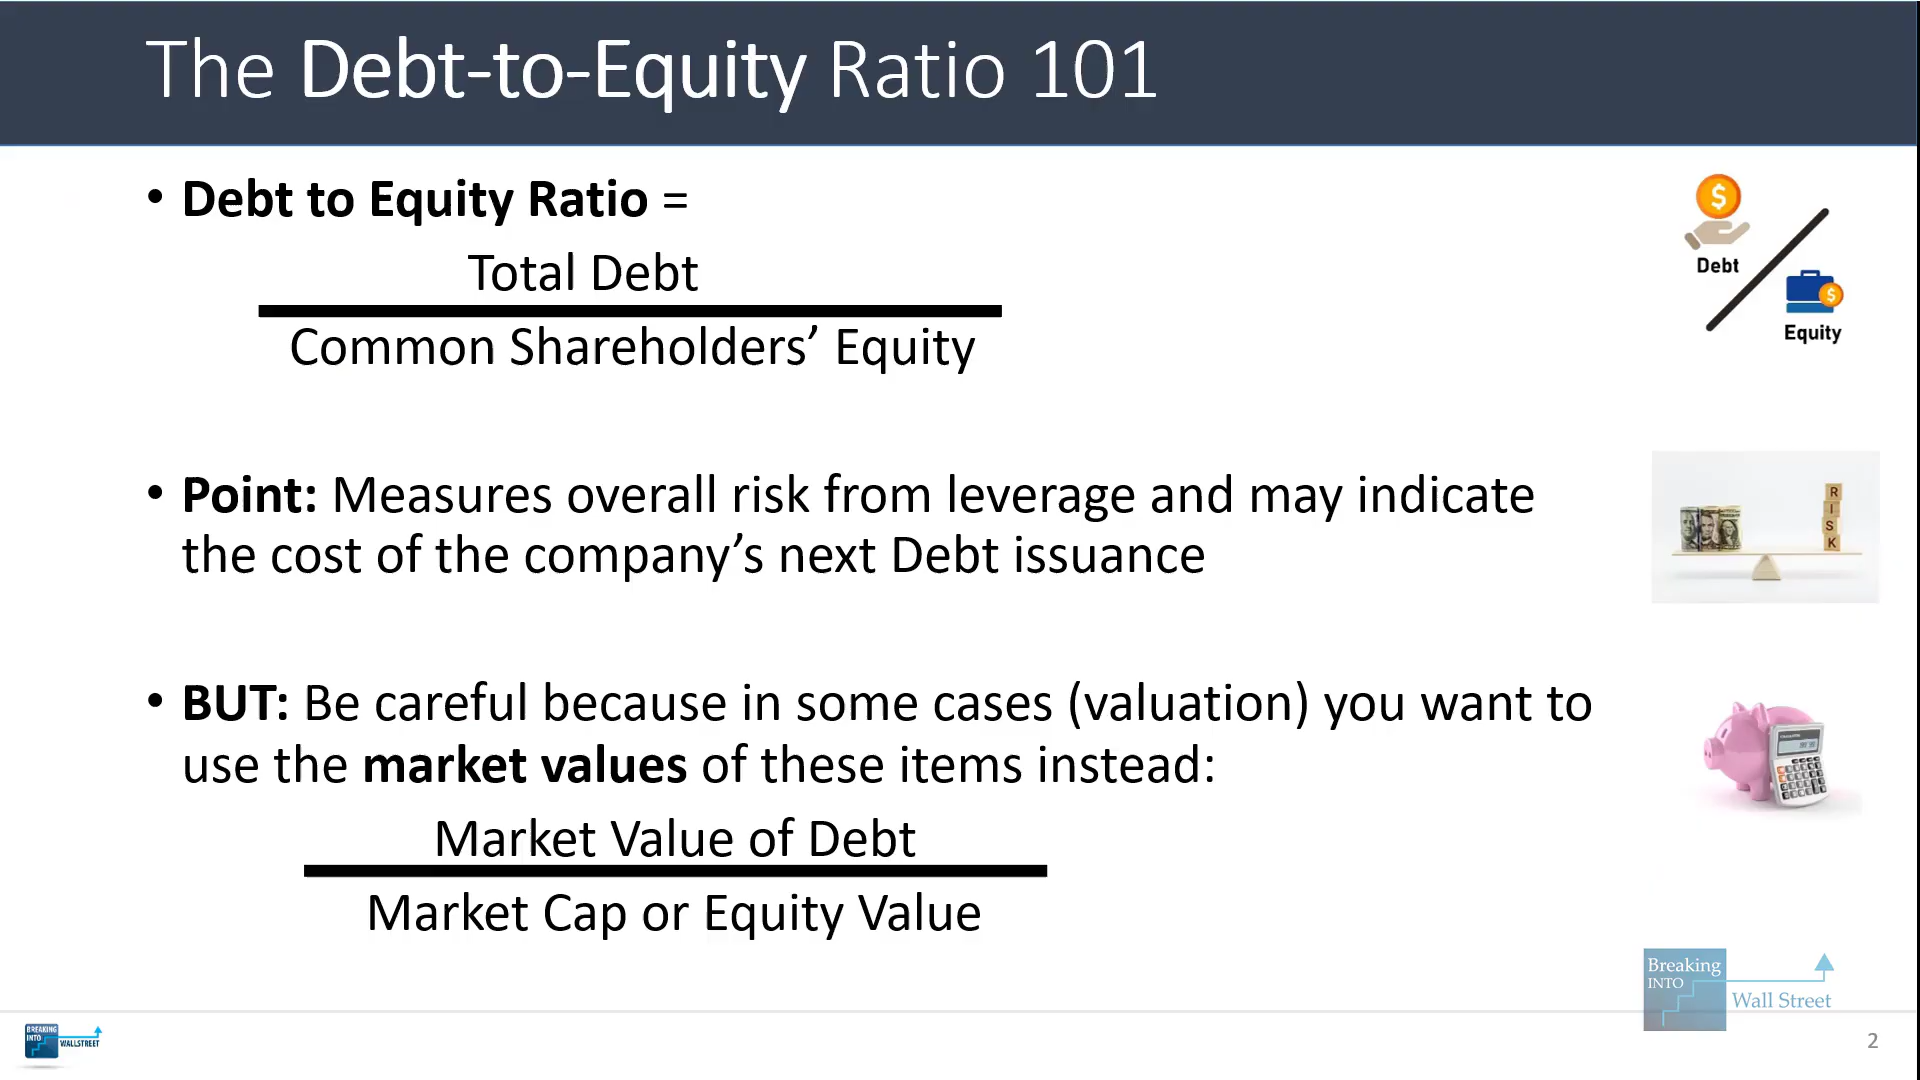 The Debt-to-Equity Ratio 101
• Debt to Equity Ratio =
Total Debt
Common Shareholders’ Equity
$
Debt
$
Equity
• Point: Measures overall risk from leverage and may indicate
the cost of the company’s next Debt issuance
R
I
S
K
• BUT: Be careful because in some cases (valuation) you want to
use the market values of these items instead:
Market Value of Debt
Market Cap or Equity Value
Breaking
INTO
Wall Street
BREAKING
INTO
WALLSTREET
2